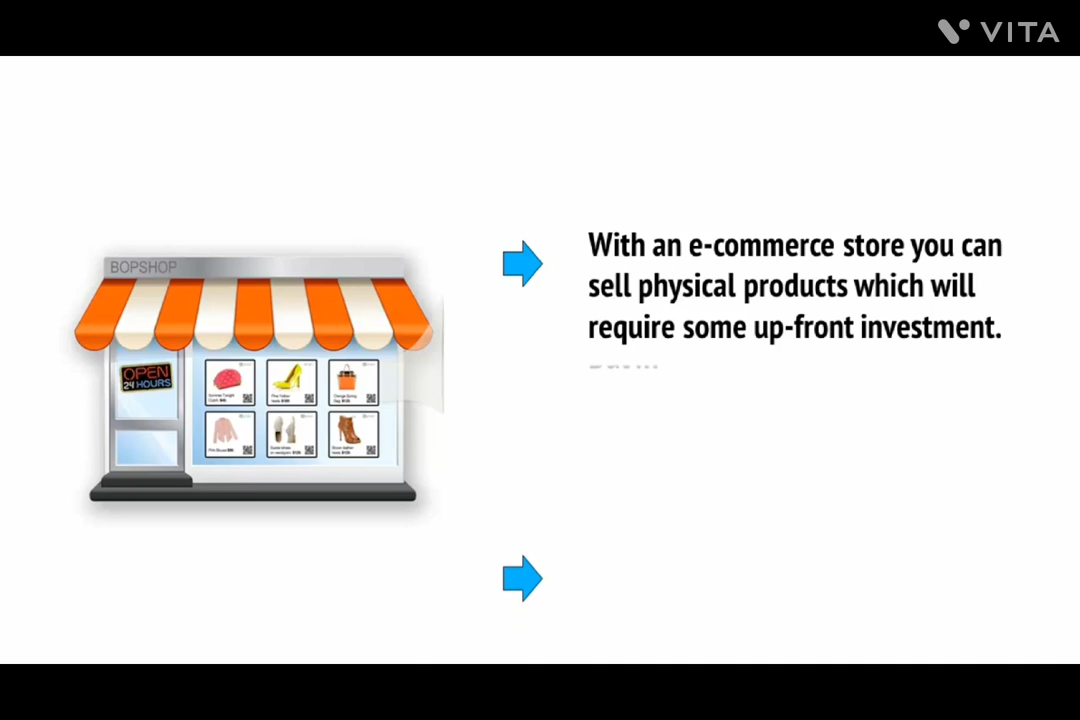 VITA
BOPSHOP
OPEN
24 HOURS
With an e-commerce store you can
sell physical products which will
require some up-front investment.